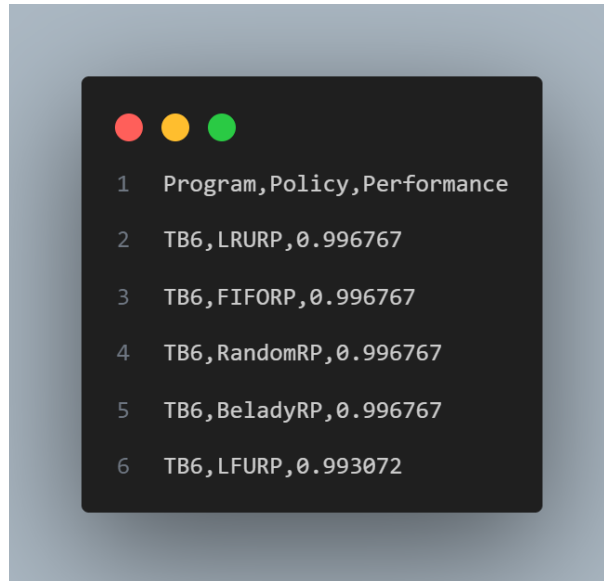 1 Program,Policy,Performance
2 TB6,LRURP,0.996767
3 TB6,FIFORP,0.996767
4 TB6,RandomRP,0.996767
5 TB6,BeladyRP,0.996767
6 TB6,LFURP,0.993072